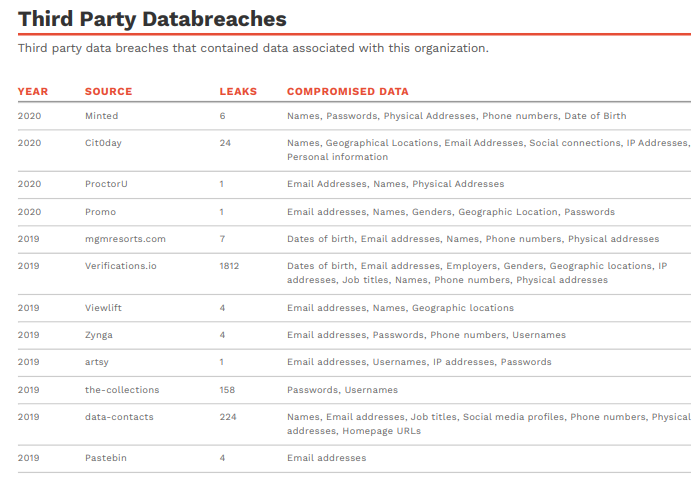 Third Party Databreaches
Third party data breaches that contained data associated with this organization.
YEAR SOURCE LEAKS COMPROMISED DATA
2020 Minted 6 Names, Passwords, Physical Addresses, Phone numbers, Date of Birth
2020 Cit0day 24 Names, Geographical Locations, Email Addresses, Social connections, IP Addresses,
Personal information
2020 ProctorU 1 Email Addresses, Names, Physical Addresses
2020 Promo 1 Email addresses, Names, Genders, Geographic Location, Passwords
2019 mgmresorts.com 7 Dates of birth, Email addresses, Names, Phone numbers, Physical addresses
2019 Verifications.io 1812 Dates of birth, Email addresses, Employers, Genders, Geographic locations, IP
addresses, Job titles, Names, Phone numbers, Physical addresses
2019 Viewlift 4 Email addresses, Names, Geographic locations
2019 Zynga 4 Email addresses, Passwords, Phone numbers, Usernames
2019 artsy 1 Email addresses, Usernames, IP addresses, Passwords
2019 the-collections 158 Passwords, Usernames
2019 data-contacts 224 Names, Email addresses, Job titles, Social media profiles, Phone numbers, Physical
addresses, Homepage URLs
2019 Pastebin 4 Email addresses